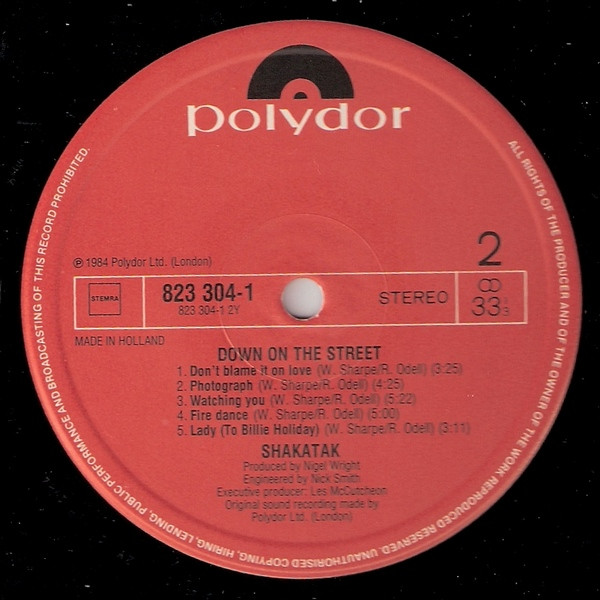 polydor
ALL RIGHTS OF THE PRODUCER AND OF THE OWNER OF THE WORK REPRODUCED RESERVED. UNAUTHORISED COPYING, HIRING, LENDING, PUBLIC PERFORMANCE AND BROADCASTING OF THIS RECORD PROHIBITED.
2
℗ 1984 Polydor Ltd. (London)
STEMRA
823 304-1
823 304-1 2Y
STEREO
33 1/3
MADE IN HOLLAND
DOWN ON THE STREET
1. Don't blame it on love (W. Sharpe/R. Odell) (3:25)
2. Photograph (W. Sharpe/R. Odell) (4:25)
3. Watching you (W. Sharpe/R. Odell) (5:22)
4. Fire dance (W. Sharpe/R. Odell) (5:00)
5. Lady (To Billie Holiday) (W. Sharpe/R. Odell) (3:11)
SHAKATAK
Produced by Nigel Wright
Engineered by Nick Smith
Executive producer: Les McCutcheon
Original sound recording made by
Polydor Ltd. (London)